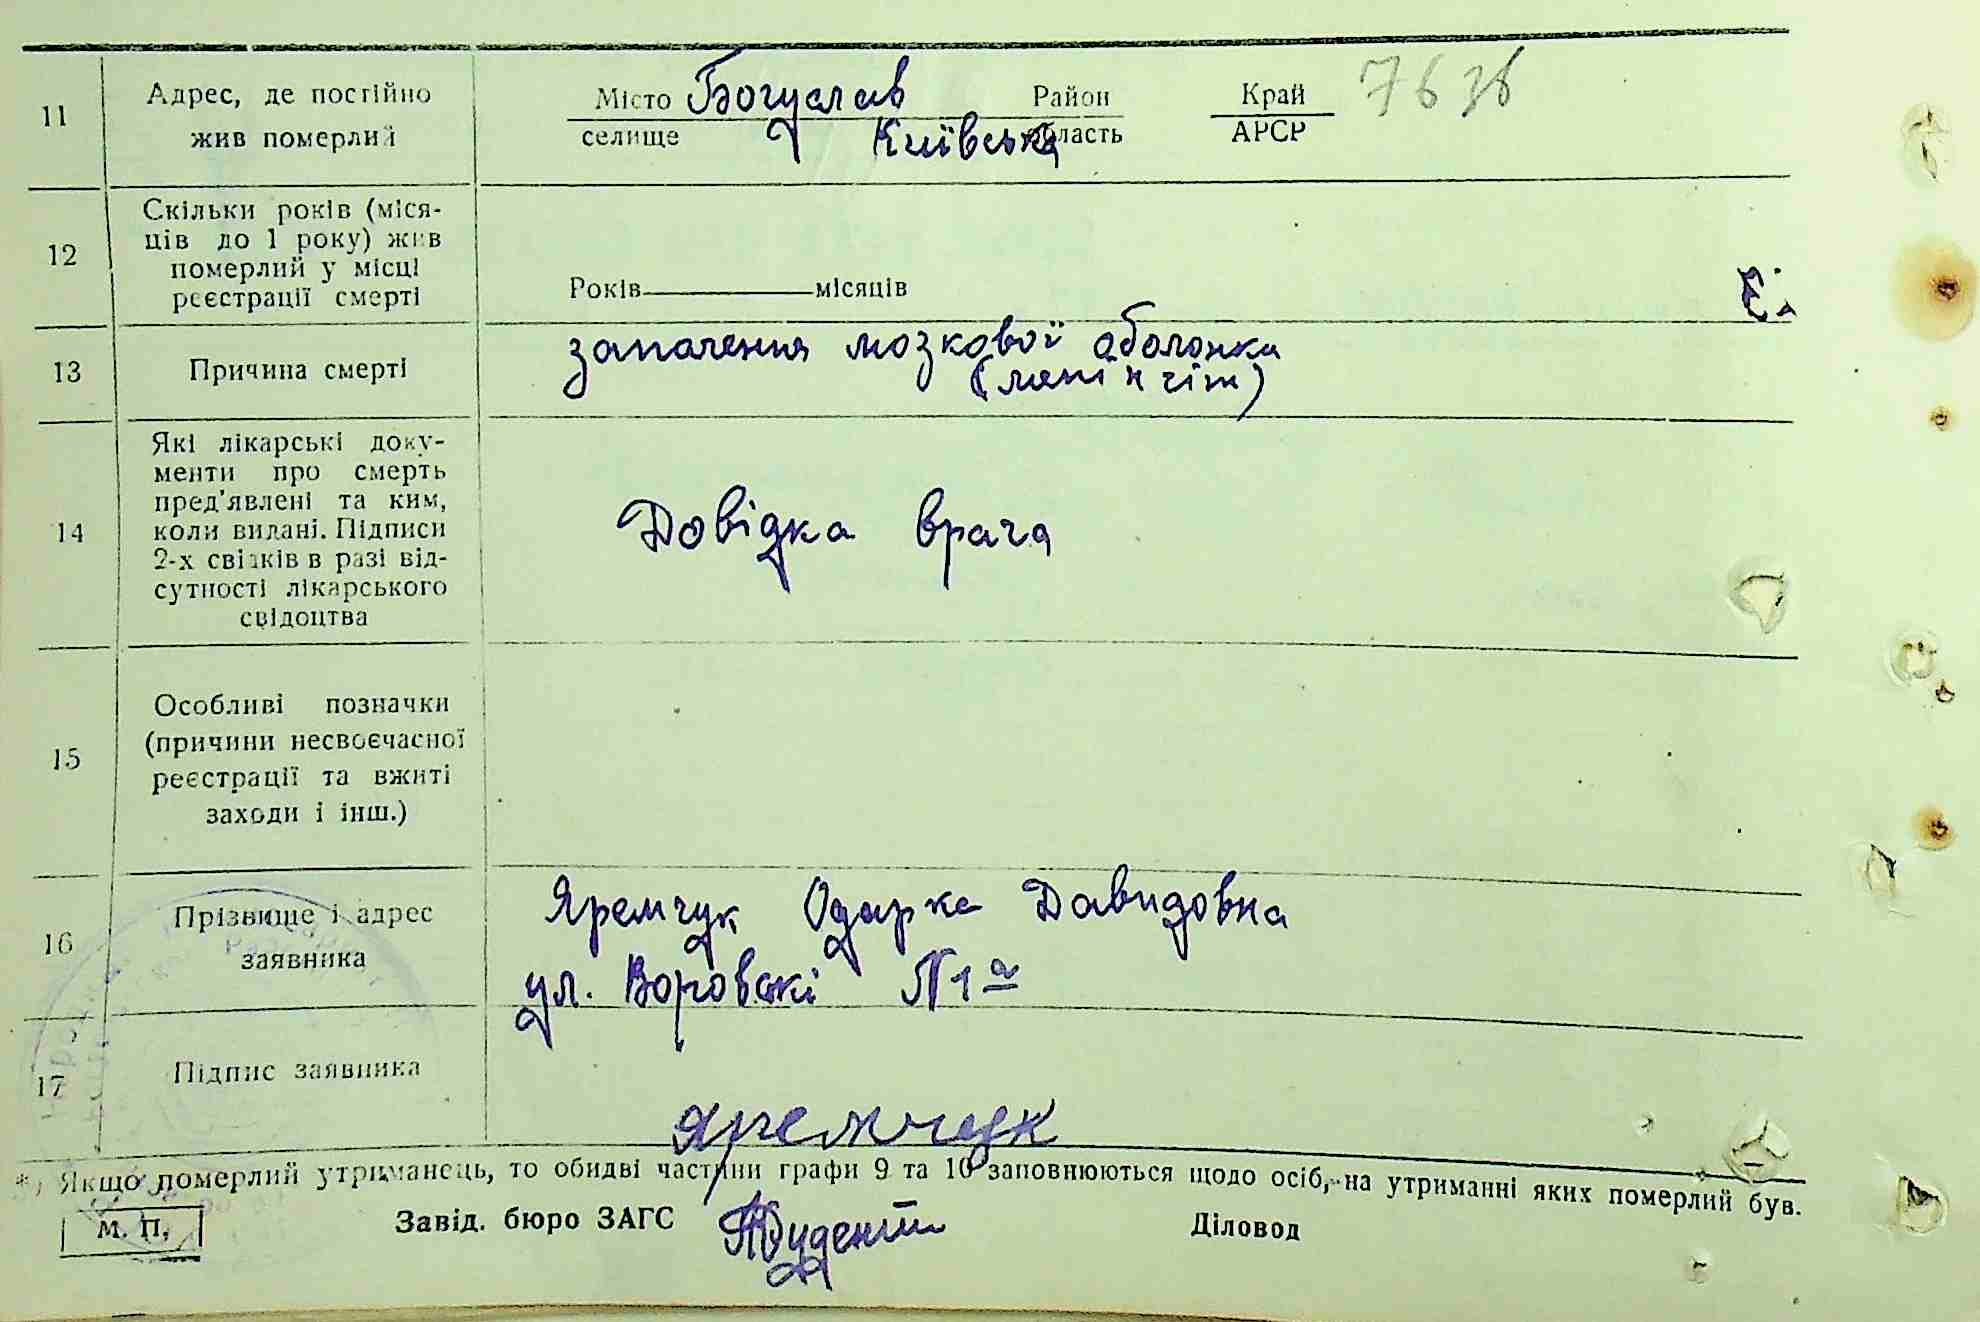 11 Адрес, де постійно жив померлий
Місто Богуслав Район Край 7636
селище Київська область АРСР
12 Скільки років (міся-
ців до 1 року) жив
померлий у місці
реєстрації смерті
Років місяців
13 Причина смерті
запалення мозкової оболонки
(менінгіт)
14 Які лікарські доку-
менти про смерть
пред'явлені та ким,
коли видані. Підписи
2-х свідків в разі від-
сутності лікарського
свідоцтва
Довідка врача
15 Особливі позначки
(причини несвоєчасної
реєстрації та вжиті
заходи і інш.)
16 Прізвище і адрес
заявника
Яремчук Одарка Давидовна
ул. Воровскі N 1а
17 Підпис заявника
Яремчук
*) Якщо померлий утриманець, то обидві частини графи 9 та 10 заповнюються щодо осіб, на утриманні яких померлий був.
М. П. Завід. бюро ЗАГС Діловод